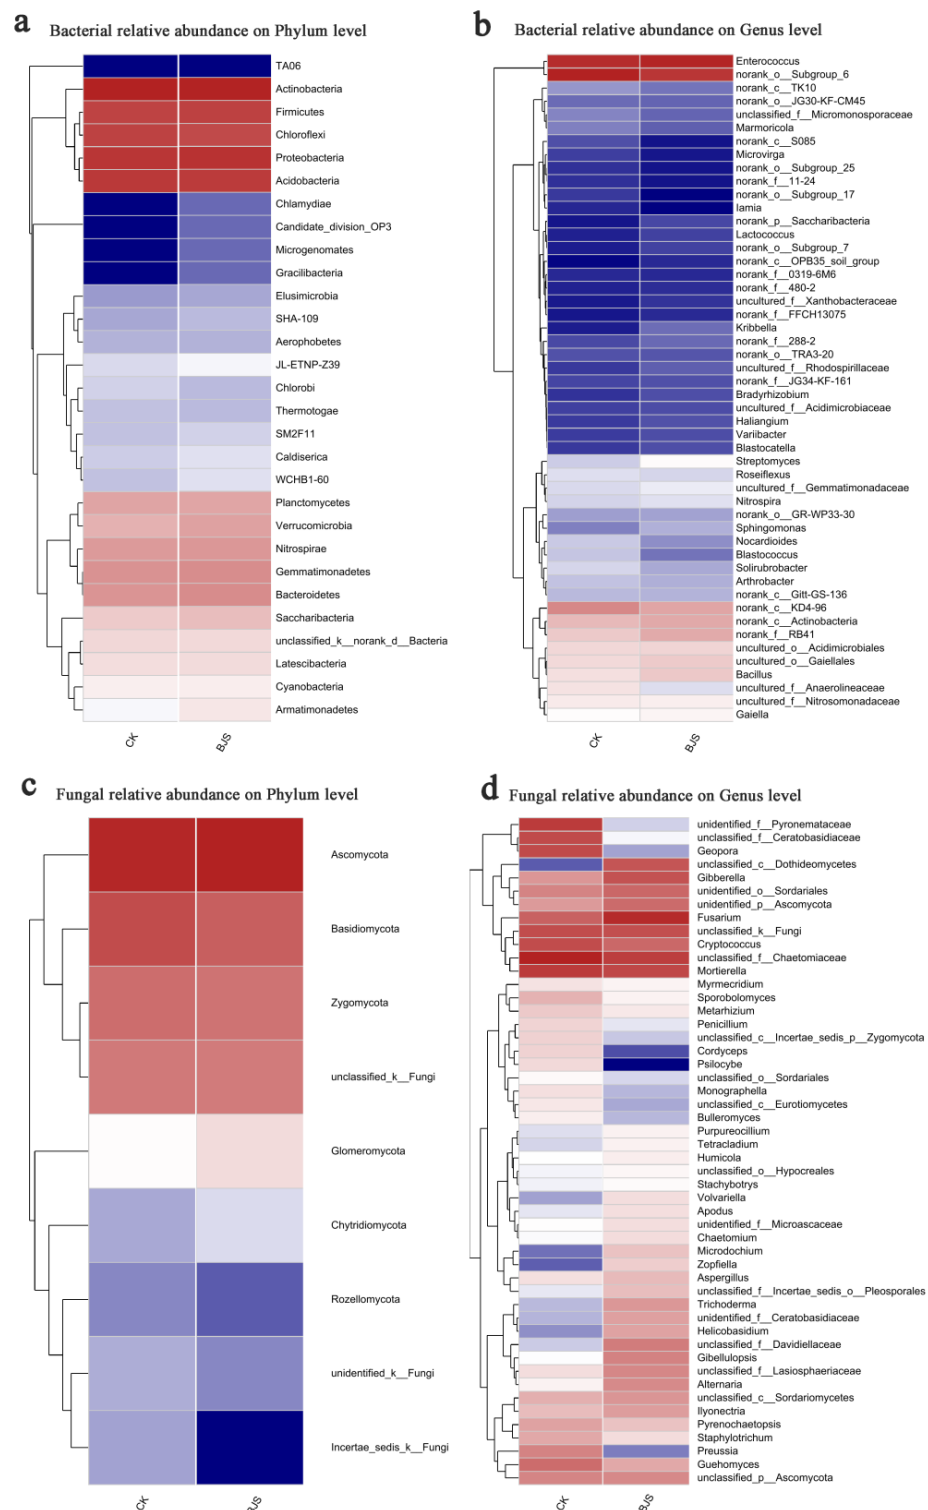 a Bacterial relative abundance on Phylum level
TA06
Actinobacteria
Firmicutes
Chloroflexi
Proteobacteria
Acidobacteria
Chlamydiae
Candidate_division_OP3
Microgenomates
Gracilibacteria
Elusimicrobia
SHA-109
Aerophobetes
JL-ETNP-Z39
Chlorobi
Thermotogae
SM2F11
Caldiserica
WCHB1-60
Planctomycetes
Verrucomicrobia
Nitrospirae
Gemmatimonadetes
Bacteroidetes
Saccharibacteria
unclassified_k__norank_d__Bacteria
Latescibacteria
Cyanobacteria
Armatimonadetes
CK
BJS
b Bacterial relative abundance on Genus level
Enterococcus
norank_o__Subgroup_6
norank_c__TK10
norank_o__JG30-KF-CM45
unclassified_f__Micromonosporaceae
Marmoricola
norank_c__S085
Microvirga
norank_o__Subgroup_25
norank_f__11-24
norank_o__Subgroup_17
Iamia
norank_p__Saccharibacteria
Lactococcus
norank_o__Subgroup_7
norank_c__OPB35_soil_group
norank_f__0319-6M6
norank_f__480-2
uncultured_f__Xanthobacteraceae
norank_f__FFCH13075
Kribbella
norank_f__288-2
norank_o__TRA3-20
uncultured_f__Rhodospirillaceae
norank_f__JG34-KF-161
Bradyrhizobium
uncultured_f__Acidimicrobiaceae
Haliangium
Variibacter
Blastocatella
Streptomyces
Roseiflexus
uncultured_f__Gemmatimonadaceae
Nitrospira
norank_o__GR-WP33-30
Sphingomonas
Nocardioides
Blastococcus
Solirubrobacter
Arthrobacter
norank_c__Gitt-GS-136
norank_c__KD4-96
norank_c__Actinobacteria
norank_f__RB41
uncultured_o__Acidimicrobiales
uncultured_o__Gaiellales
Bacillus
uncultured_f__Anaerolineaceae
uncultured_f__Nitrosomonadaceae
Gaiella
CK
BJS
c Fungal relative abundance on Phylum level
Ascomycota
Basidiomycota
Zygomycota
unclassified_k__Fungi
Glomeromycota
Chytridiomycota
Rozellomycota
unidentified_k__Fungi
Incertae_sedis_k__Fungi
CK
BJS
d Fungal relative abundance on Genus level
unidentified_f__Pyronemataceae
unclassified_f__Ceratobasidiaceae
Geopora
unclassified_c__Dothideomycetes
Gibberella
unidentified_o__Sordariales
unidentified_p__Ascomycota
Fusarium
unclassified_k__Fungi
Cryptococcus
unclassified_f__Chaetomiaceae
Mortierella
Myrmecridium
Sporobolomyces
Metarhizium
Penicillium
unclassified_c__Incertae_sedis_p__Zygomycota
Cordyceps
Psilocybe
unclassified_o__Sordariales
Monographella
unclassified_c__Eurotiomycetes
Bulleromyces
Purpureocillium
Tetracladium
Humicola
unclassified_o__Hypocreales
Stachybotrys
Volvariella
Apodus
unidentified_f__Microascaceae
Chaetomium
Microdochium
Zopfiella
Aspergillus
unclassified_f__Incertae_sedis_o__Pleosporales
Trichoderma
unidentified_f__Ceratobasidiaceae
Helicobasidium
unclassified_f__Davidiellaceae
Gibellulopsis
unclassified_f__Lasiosphaeriaceae
Alternaria
unclassified_c__Sordariomycetes
Ilyonectria
Pyrenochaetopsis
Staphylotrichum
Preussia
Guehomyces
unclassified_p__Ascomycota
CK
BJS